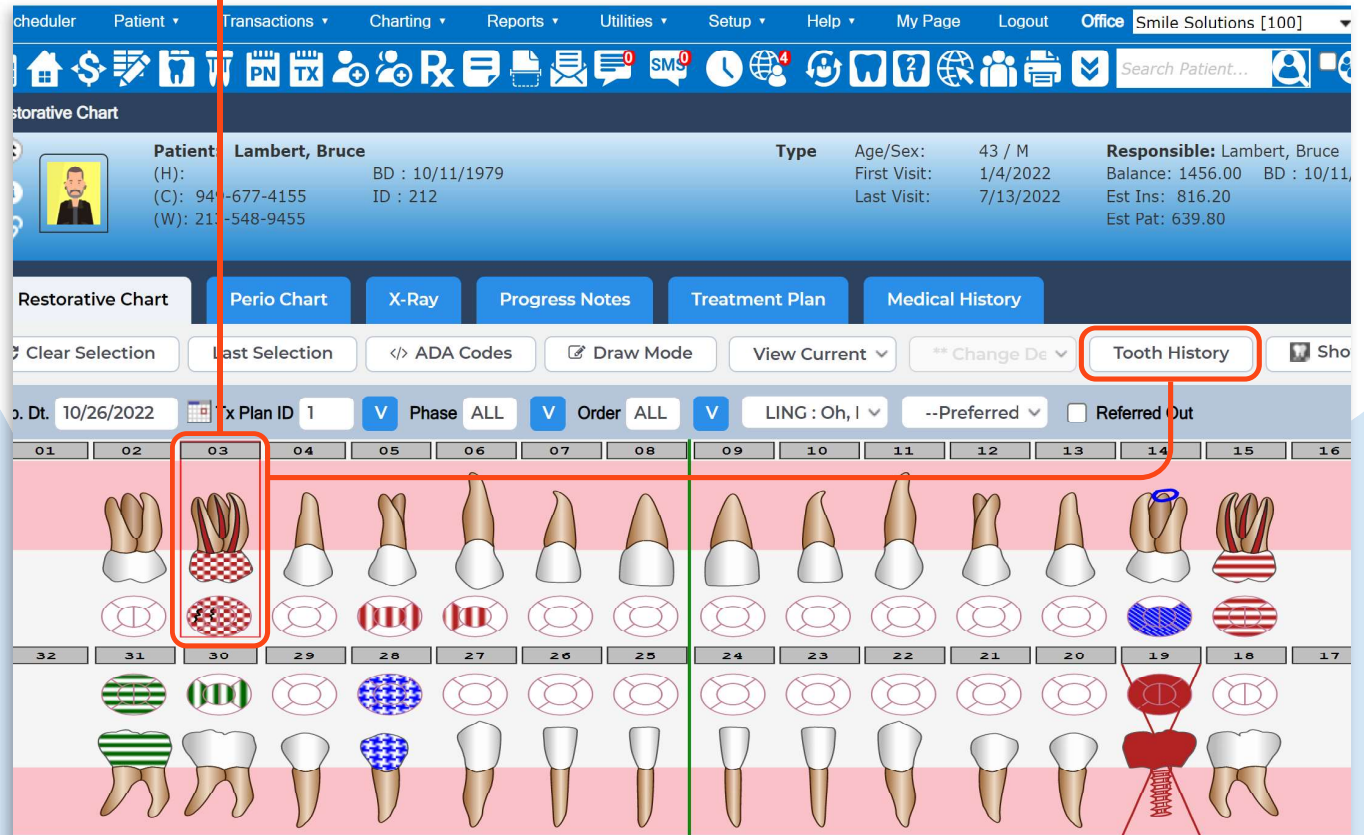 cheduler Patient Transactions Charting Reports Utilities Setup Help My Page Logout Office Smile Solutions [100]
PN TX 0 SMS 0 4 2 Search Patient...
storative Chart
Patient: Lambert, Bruce Type Age/Sex: 43 / M Responsible: Lambert, Bruce
(H): BD : 10/11/1979 First Visit: 1/4/2022 Balance: 1456.00 BD : 10/11/
(C): 949-677-4155 ID : 212 Last Visit: 7/13/2022 Est Ins: 816.20
(W): 213-548-9455 Est Pat: 639.80
Restorative Chart Perio Chart X-Ray Progress Notes Treatment Plan Medical History
Clear Selection Last Selection </> ADA Codes Draw Mode View Current ** Change De Tooth History Sho
o. Dt. 10/26/2022 Tx Plan ID 1 V Phase ALL V Order ALL V LING : Oh, I --Preferred Referred Out
01 02 03 04 05 06 07 08 09 10 11 12 13 14 15 16
32 31 30 29 28 27 26 25 24 23 22 21 20 19 18 17